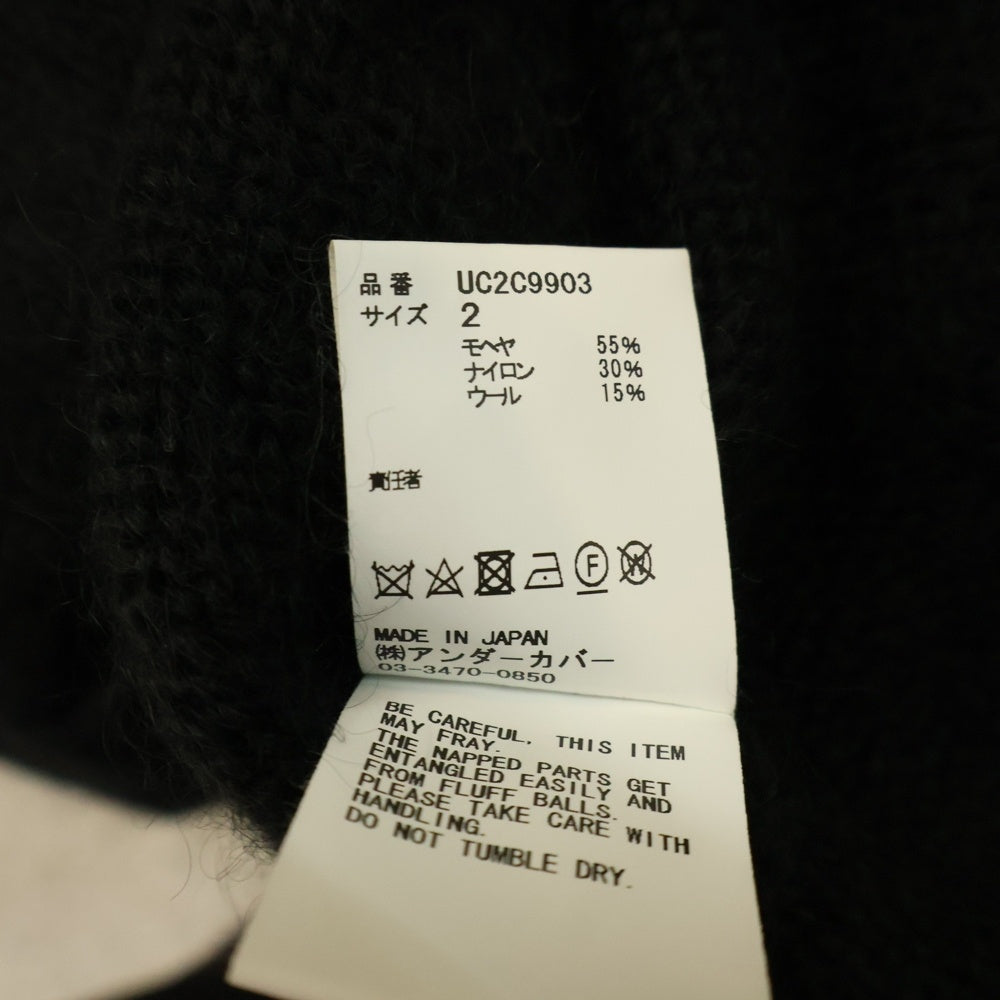 品番 UC2C9903
サイズ 2
モヘヤ 55%
ナイロン 30%
ウール 15%
責任者
F W
MADE IN JAPAN
㈱アンダーカバー
03-3470-0850
BE CAREFUL, THIS ITEM
MAY FRAY.
THE NAPPED PARTS GET
ENTANGLED EASILY AND
FROM FLUFF BALLS.
PLEASE TAKE CARE WITH
HANDLING.
DO NOT TUMBLE DRY.